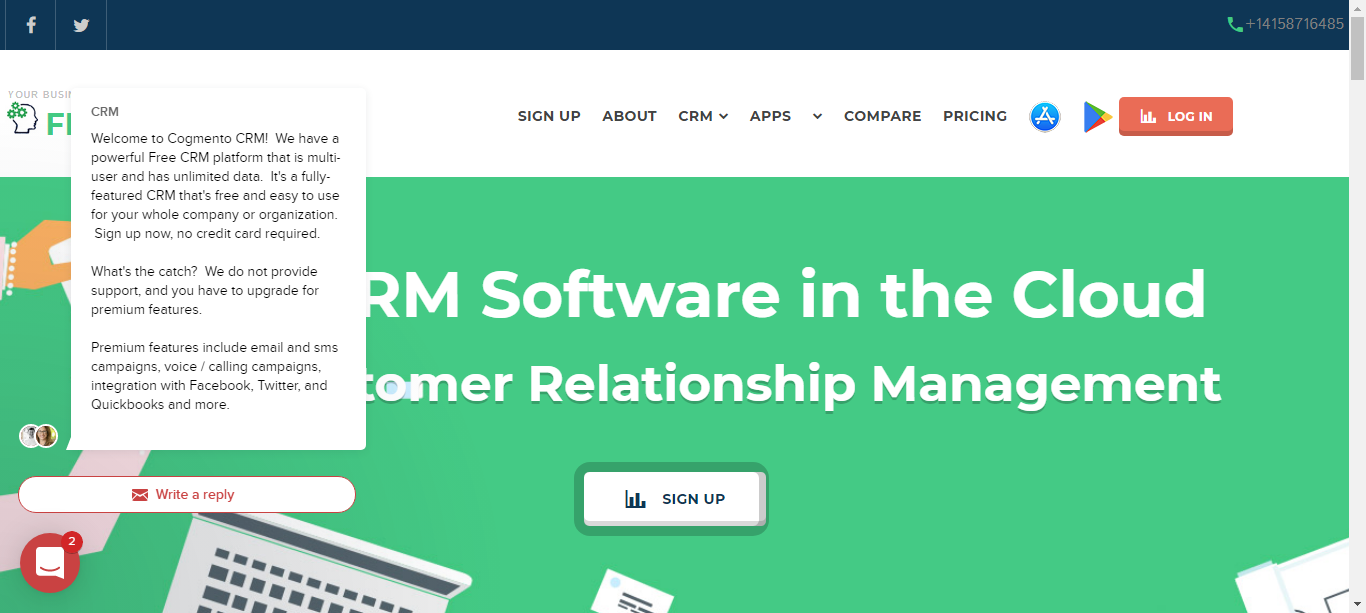 +14158716485
YOUR BUSI
SIGN UP ABOUT CRM APPS COMPARE PRICING LOG IN
CRM
Welcome to Cogmento CRM! We have a
powerful Free CRM platform that is multi-
user and has unlimited data. It's a fully-
featured CRM that's free and easy to use
for your whole company or organization.
Sign up now, no credit card required.
What's the catch? We do not provide
support, and you have to upgrade for
premium features.
Premium features include email and sms
campaigns, voice / calling campaigns,
integration with Facebook, Twitter, and
Quickbooks and more.
RM Software in the Cloud
tomer Relationship Management
SIGN UP
Write a reply
2